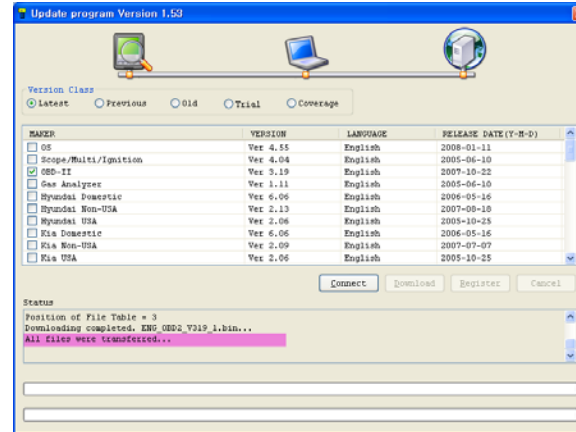 Update program Version 1.53
Version Class
Latest Previous Old Trial Coverage
MAKER VERSION LANGUAGE RELEASE DATE(Y-M-D)
OS Ver 4.55 English 2008-01-11
Scope/Multi/Ignition Ver 4.04 English 2005-06-10
OBD-II Ver 3.19 English 2007-10-22
Gas Analyzer Ver 1.11 English 2005-06-10
Hyundai Domestic Ver 6.06 English 2006-05-16
Hyundai Non-USA Ver 2.13 English 2007-08-18
Hyundai USA Ver 2.06 English 2005-10-25
Kia Domestic Ver 6.06 English 2006-05-16
Kia Non-USA Ver 2.09 English 2007-07-07
Kia USA Ver 2.06 English 2005-10-25
Connect Download Register Cancel
Status
Position of File Table = 3
Downloading completed. ENG_OBD2_V319_1.bin...
All files were transferred...